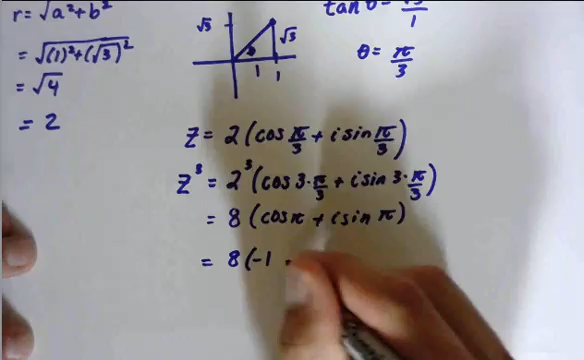 r = √a² + b²
= √(1)² + (√3)²
= √4
= 2
√3
θ
√3
1
1
tan θ = √3/1
θ = π/3
z = 2 (cos π/3 + i sin π/3)
z³ = 2³ (cos 3·π/3 + i sin 3·π/3)
= 8 (cos π + i sin π)
= 8 (-1